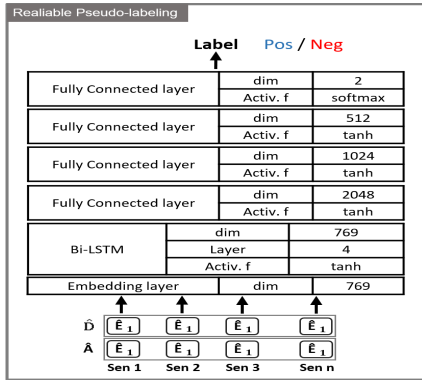 Realiable Pseudo-labeling
Label Pos / Neg
Fully Connected layer dim 2
Activ. f softmax
Fully Connected layer dim 512
Activ. f tanh
Fully Connected layer dim 1024
Activ. f tanh
Fully Connected layer dim 2048
Activ. f tanh
Bi-LSTM dim 769
Layer 4
Activ. f tanh
Embedding layer dim 769
D̂ Ê 1 Ê 1 Ê 1 Ê 1
Â Ê 1 Ê 1 Ê 1 Ê 1
Sen 1 Sen 2 Sen 3 Sen n